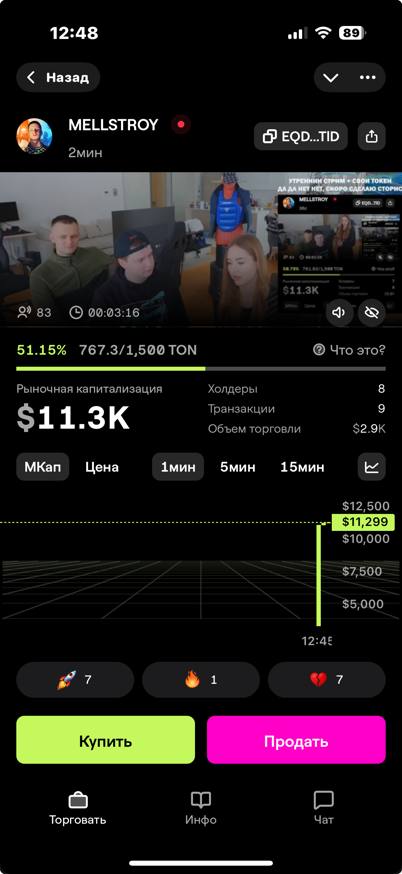 12:48
89
Назад
MELLSTROY
2мин
EQD...TID
УТРЕННИЙ СТРИМ + СВОЙ ТОКЕН
ДА ДА НЕТ НЕТ, СКОРО СДЕЛАЮ СТОРИС
MELLSTROY
$11.3K
83
00:03:16
51.15%
767.3/1,500 TON
Что это?
Рыночная капитализация
$11.3K
Холдеры
8
Транзакции
9
Объем торговли
$2.9K
МКап
Цена
1мин
5мин
15мин
$12,500
$11,299
$10,000
$7,500
$5,000
12:45
7
1
7
Купить
Продать
Торговать
Инфо
Чат